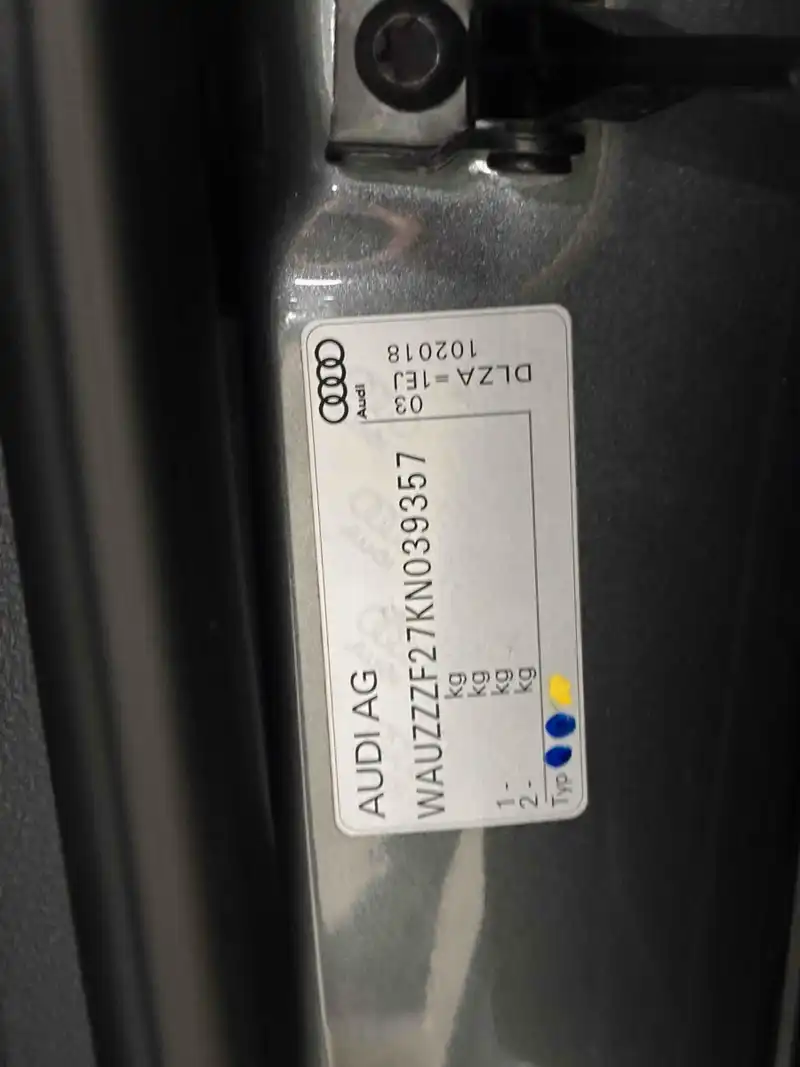 AUDI AG
WAUZZZF27KN039357
kg
kg
1 - kg
2 - kg
Typ
Audi
03
DLZA =1EJ
102018